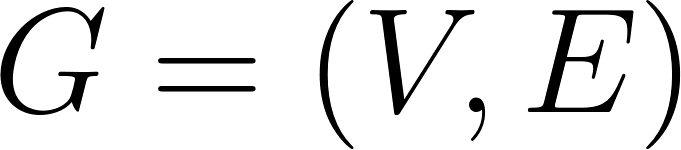 G = (V, E)